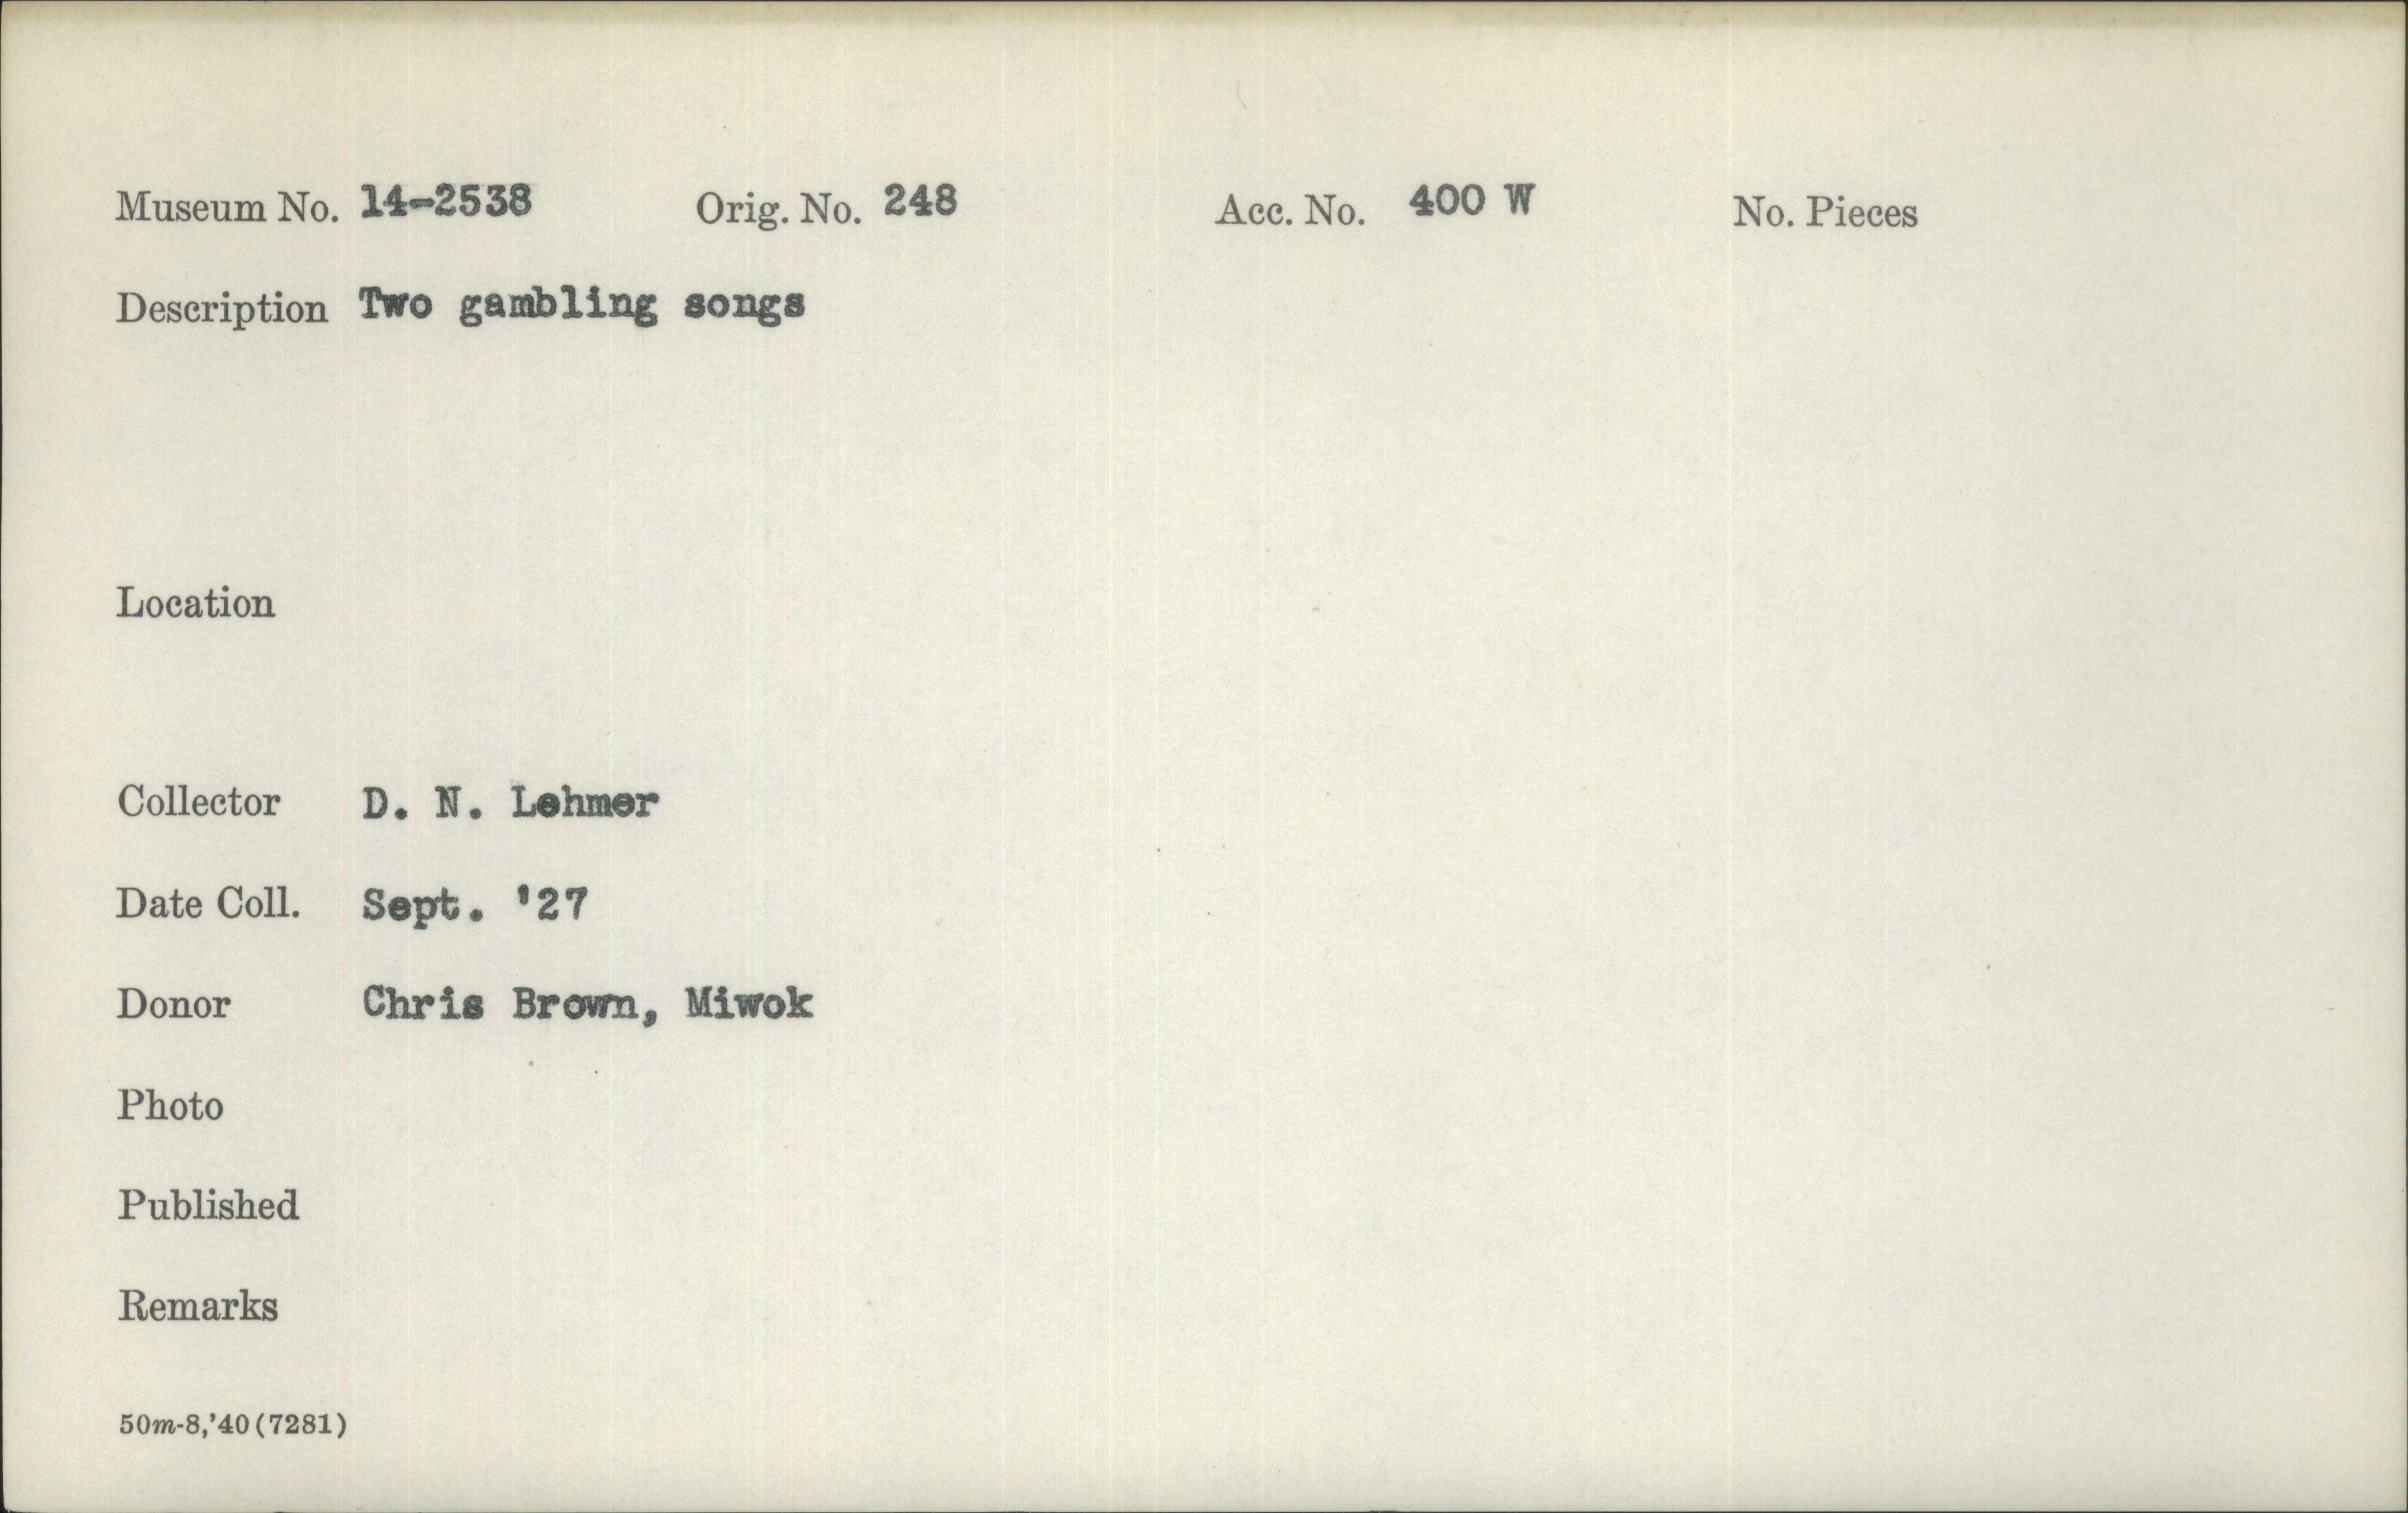 Museum No. 14-2538 Orig. No. 248 Acc. No. 400 W No. Pieces
Description Two gambling songs
Location
Collector D. N. Lehmer
Date Coll. Sept. '27
Donor Chris Brown, Miwok
Photo
Published
Remarks
50m-8,'40(7281)